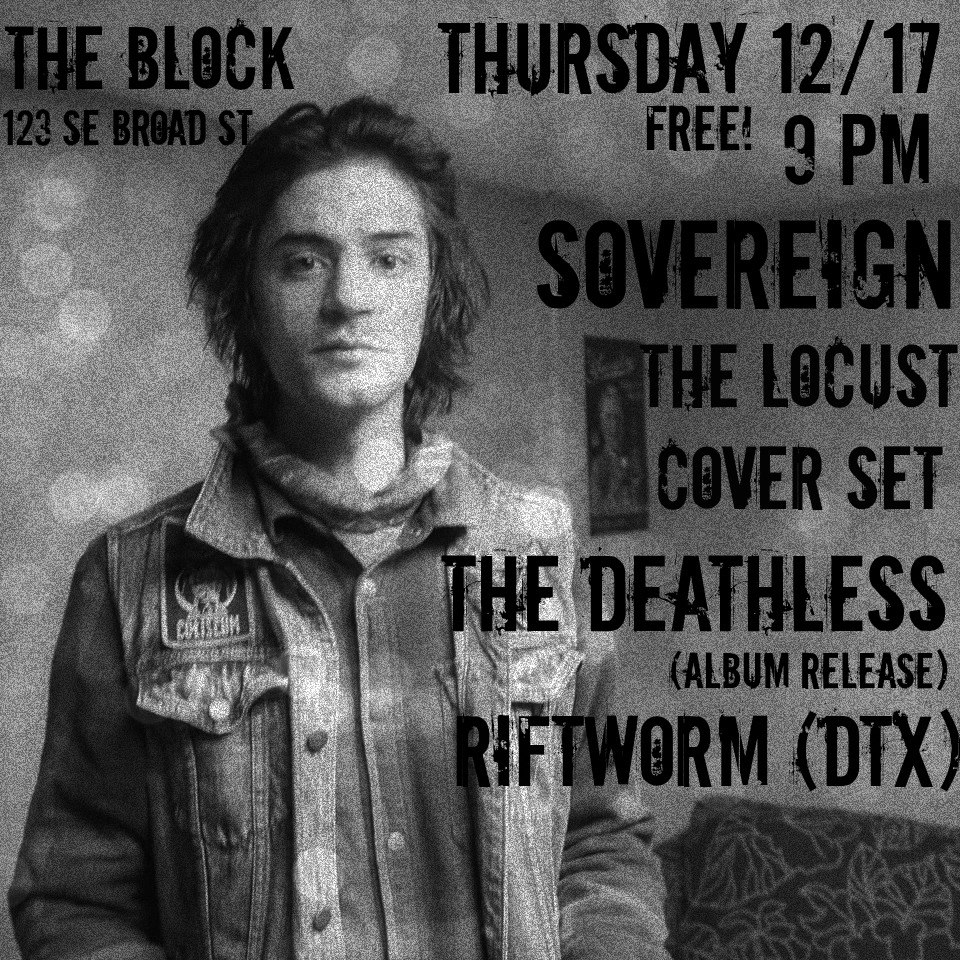 THE BLOCK
123 SE BROAD ST
THURSDAY 12/17
FREE!
9 PM
SOVEREIGN
THE LOCUST
COVER SET
THE DEATHLESS
(ALBUM RELEASE)
RIFTWORM (DTX)